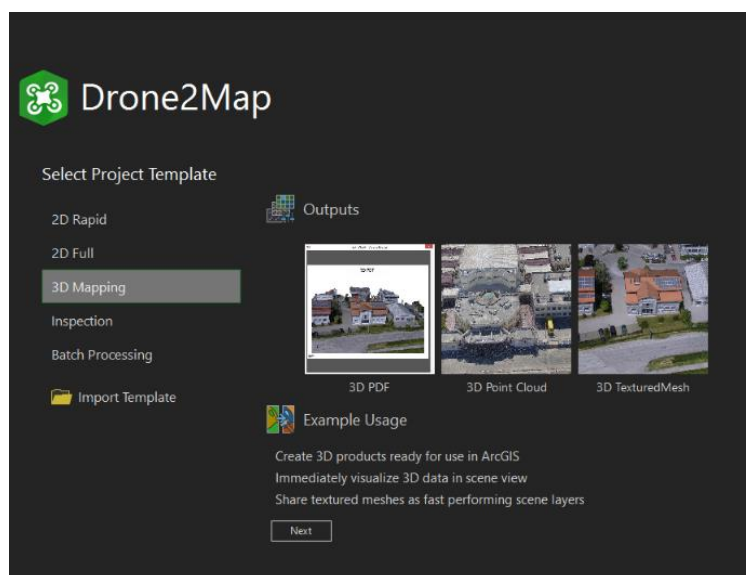 Drone2Map
Select Project Template
2D Rapid
2D Full
3D Mapping
Inspection
Batch Processing
Import Template
Outputs
3D PDF
3D PDF
3D Point Cloud
3D TexturedMesh
Example Usage
Create 3D products ready for use in ArcGIS
Immediately visualize 3D data in scene view
Share textured meshes as fast performing scene layers
Next